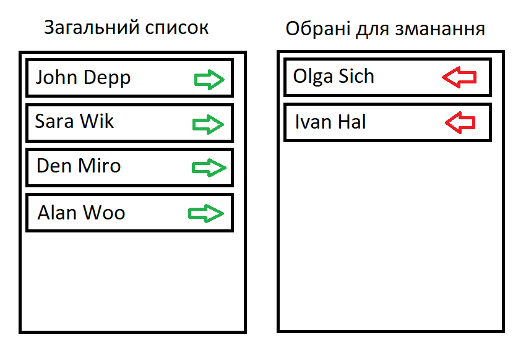 Загальний список
John Depp
Sara Wik
Den Miro
Alan Woo
Обрані для зманання
Olga Sich
Ivan Hal